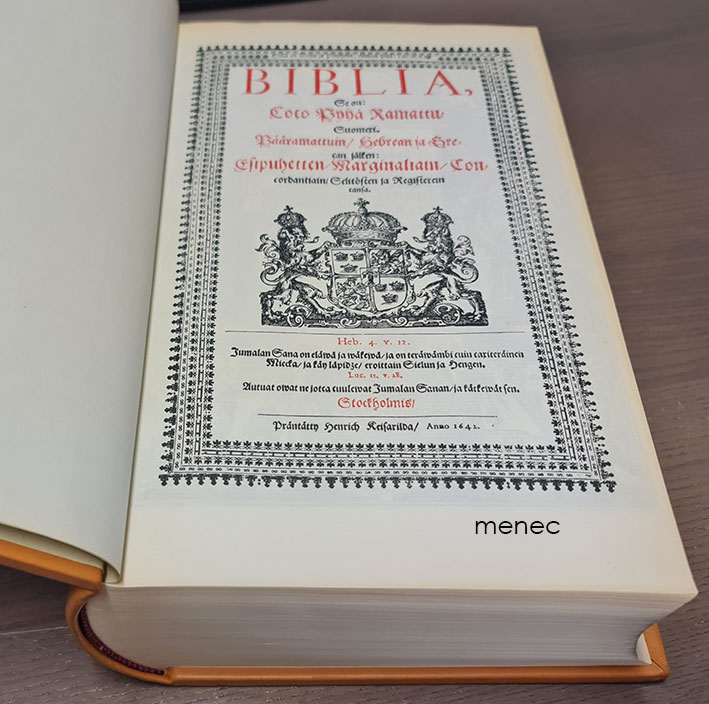 BIBLIA,
Se on:
Coco Pyhä Ramattu/
Suomexi.
Pääramattuin/ Hebrean ja Gre-
can jälken:
Esipuhetten/ Marginaliain/ Con-
cordantiain/ Selitösten ja Registerein
cansa.
Heb. 4. v. 12.
Jumalan Sana on eläwä ja wäkewä/ ja on teräwämbi cuin caxiteräinen
Miecka/ ja käy läpidze/ eroittain Sielun ja Hengen.
Luc. 11. v. 28.
Autuat owat ne jotca cuulewat Jumalan Sanan/ ja kätkewät sen.
Stockholmis/
Präntätty Henrich Keisarilda/ Anno 1642.
menec